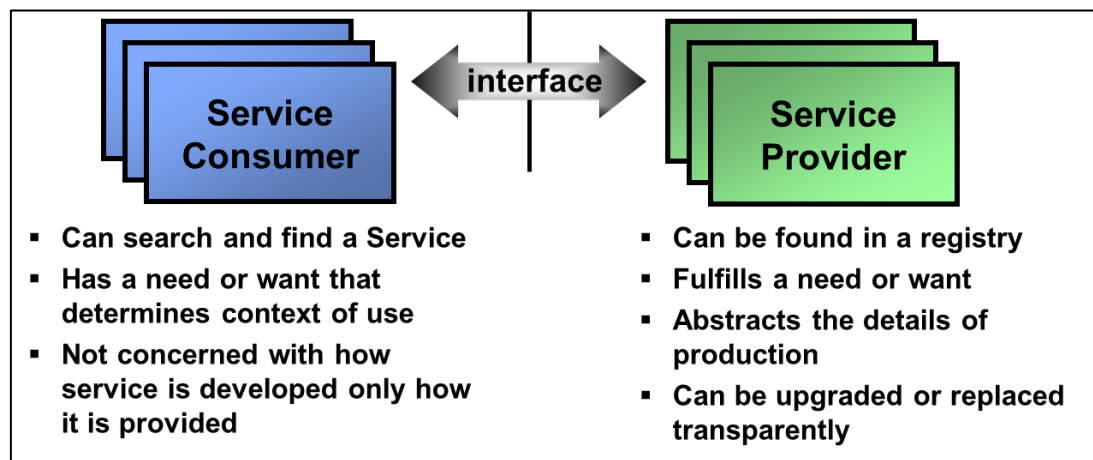 Service
Consumer
interface
Service
Provider
▪ Can search and find a Service
▪ Has a need or want that
determines context of use
▪ Not concerned with how
service is developed only how
it is provided
▪ Can be found in a registry
▪ Fulfills a need or want
▪ Abstracts the details of
production
▪ Can be upgraded or replaced
transparently